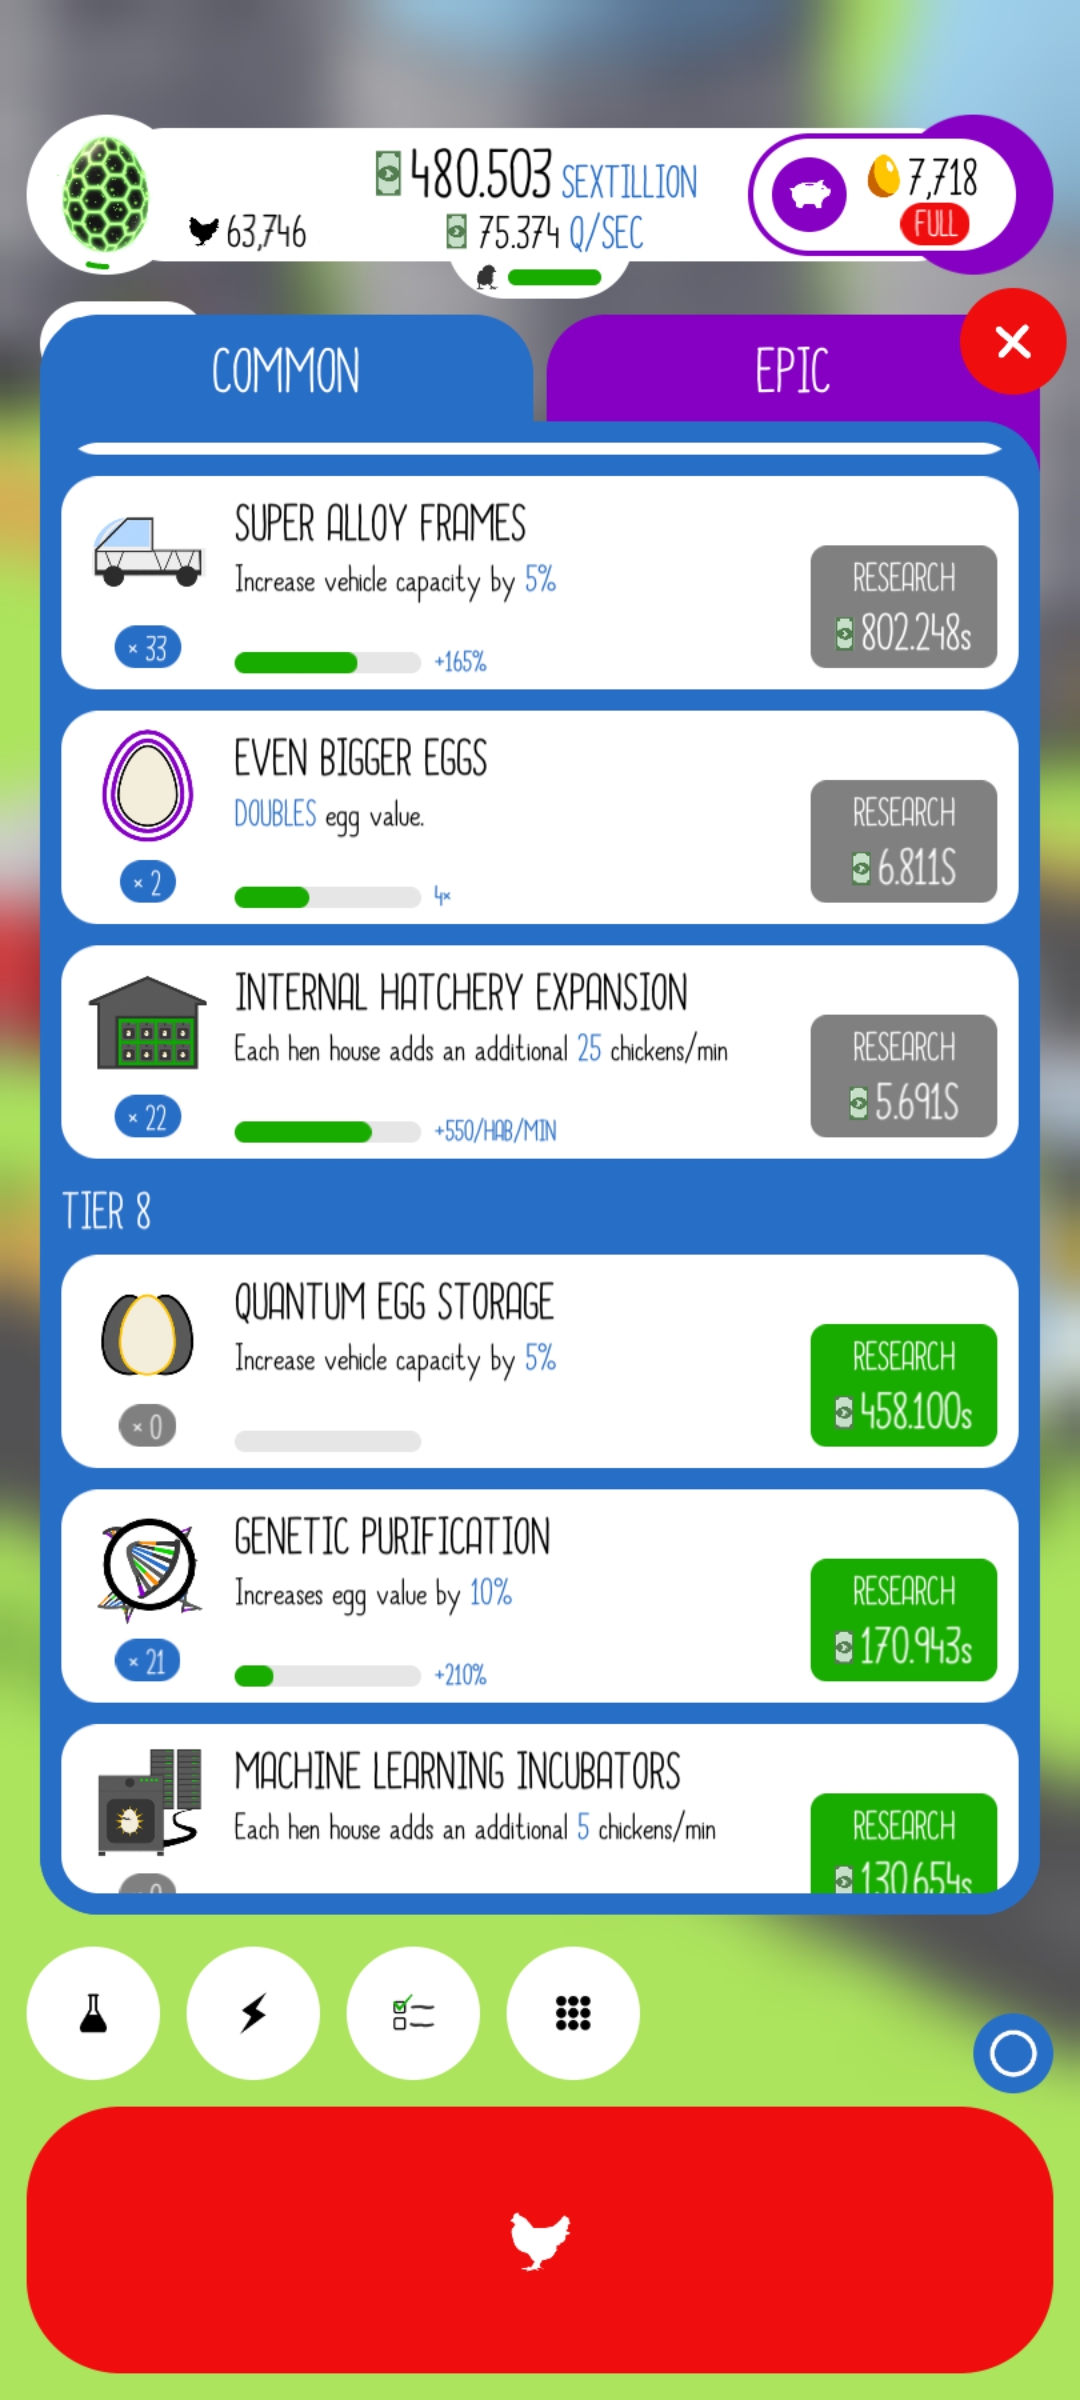 480.503 SEXTILLION
7,718
63,746
75.374 Q/SEC
FULL
COMMON
EPIC
SUPER ALLOY FRAMES
Increase vehicle capacity by 5%
RESEARCH
802.248s
× 33
+165%
EVEN BIGGER EGGS
DOUBLES egg value.
RESEARCH
6.811S
× 2
4×
INTERNAL HATCHERY EXPANSION
Each hen house adds an additional 25 chickens/min
RESEARCH
5.691S
× 22
+550/HAB/MIN
TIER 8
QUANTUM EGG STORAGE
Increase vehicle capacity by 5%
RESEARCH
458.100s
× 0
GENETIC PURIFICATION
Increases egg value by 10%
RESEARCH
170.943s
× 21
+210%
MACHINE LEARNING INCUBATORS
Each hen house adds an additional 5 chickens/min
RESEARCH
130.654s
× 0